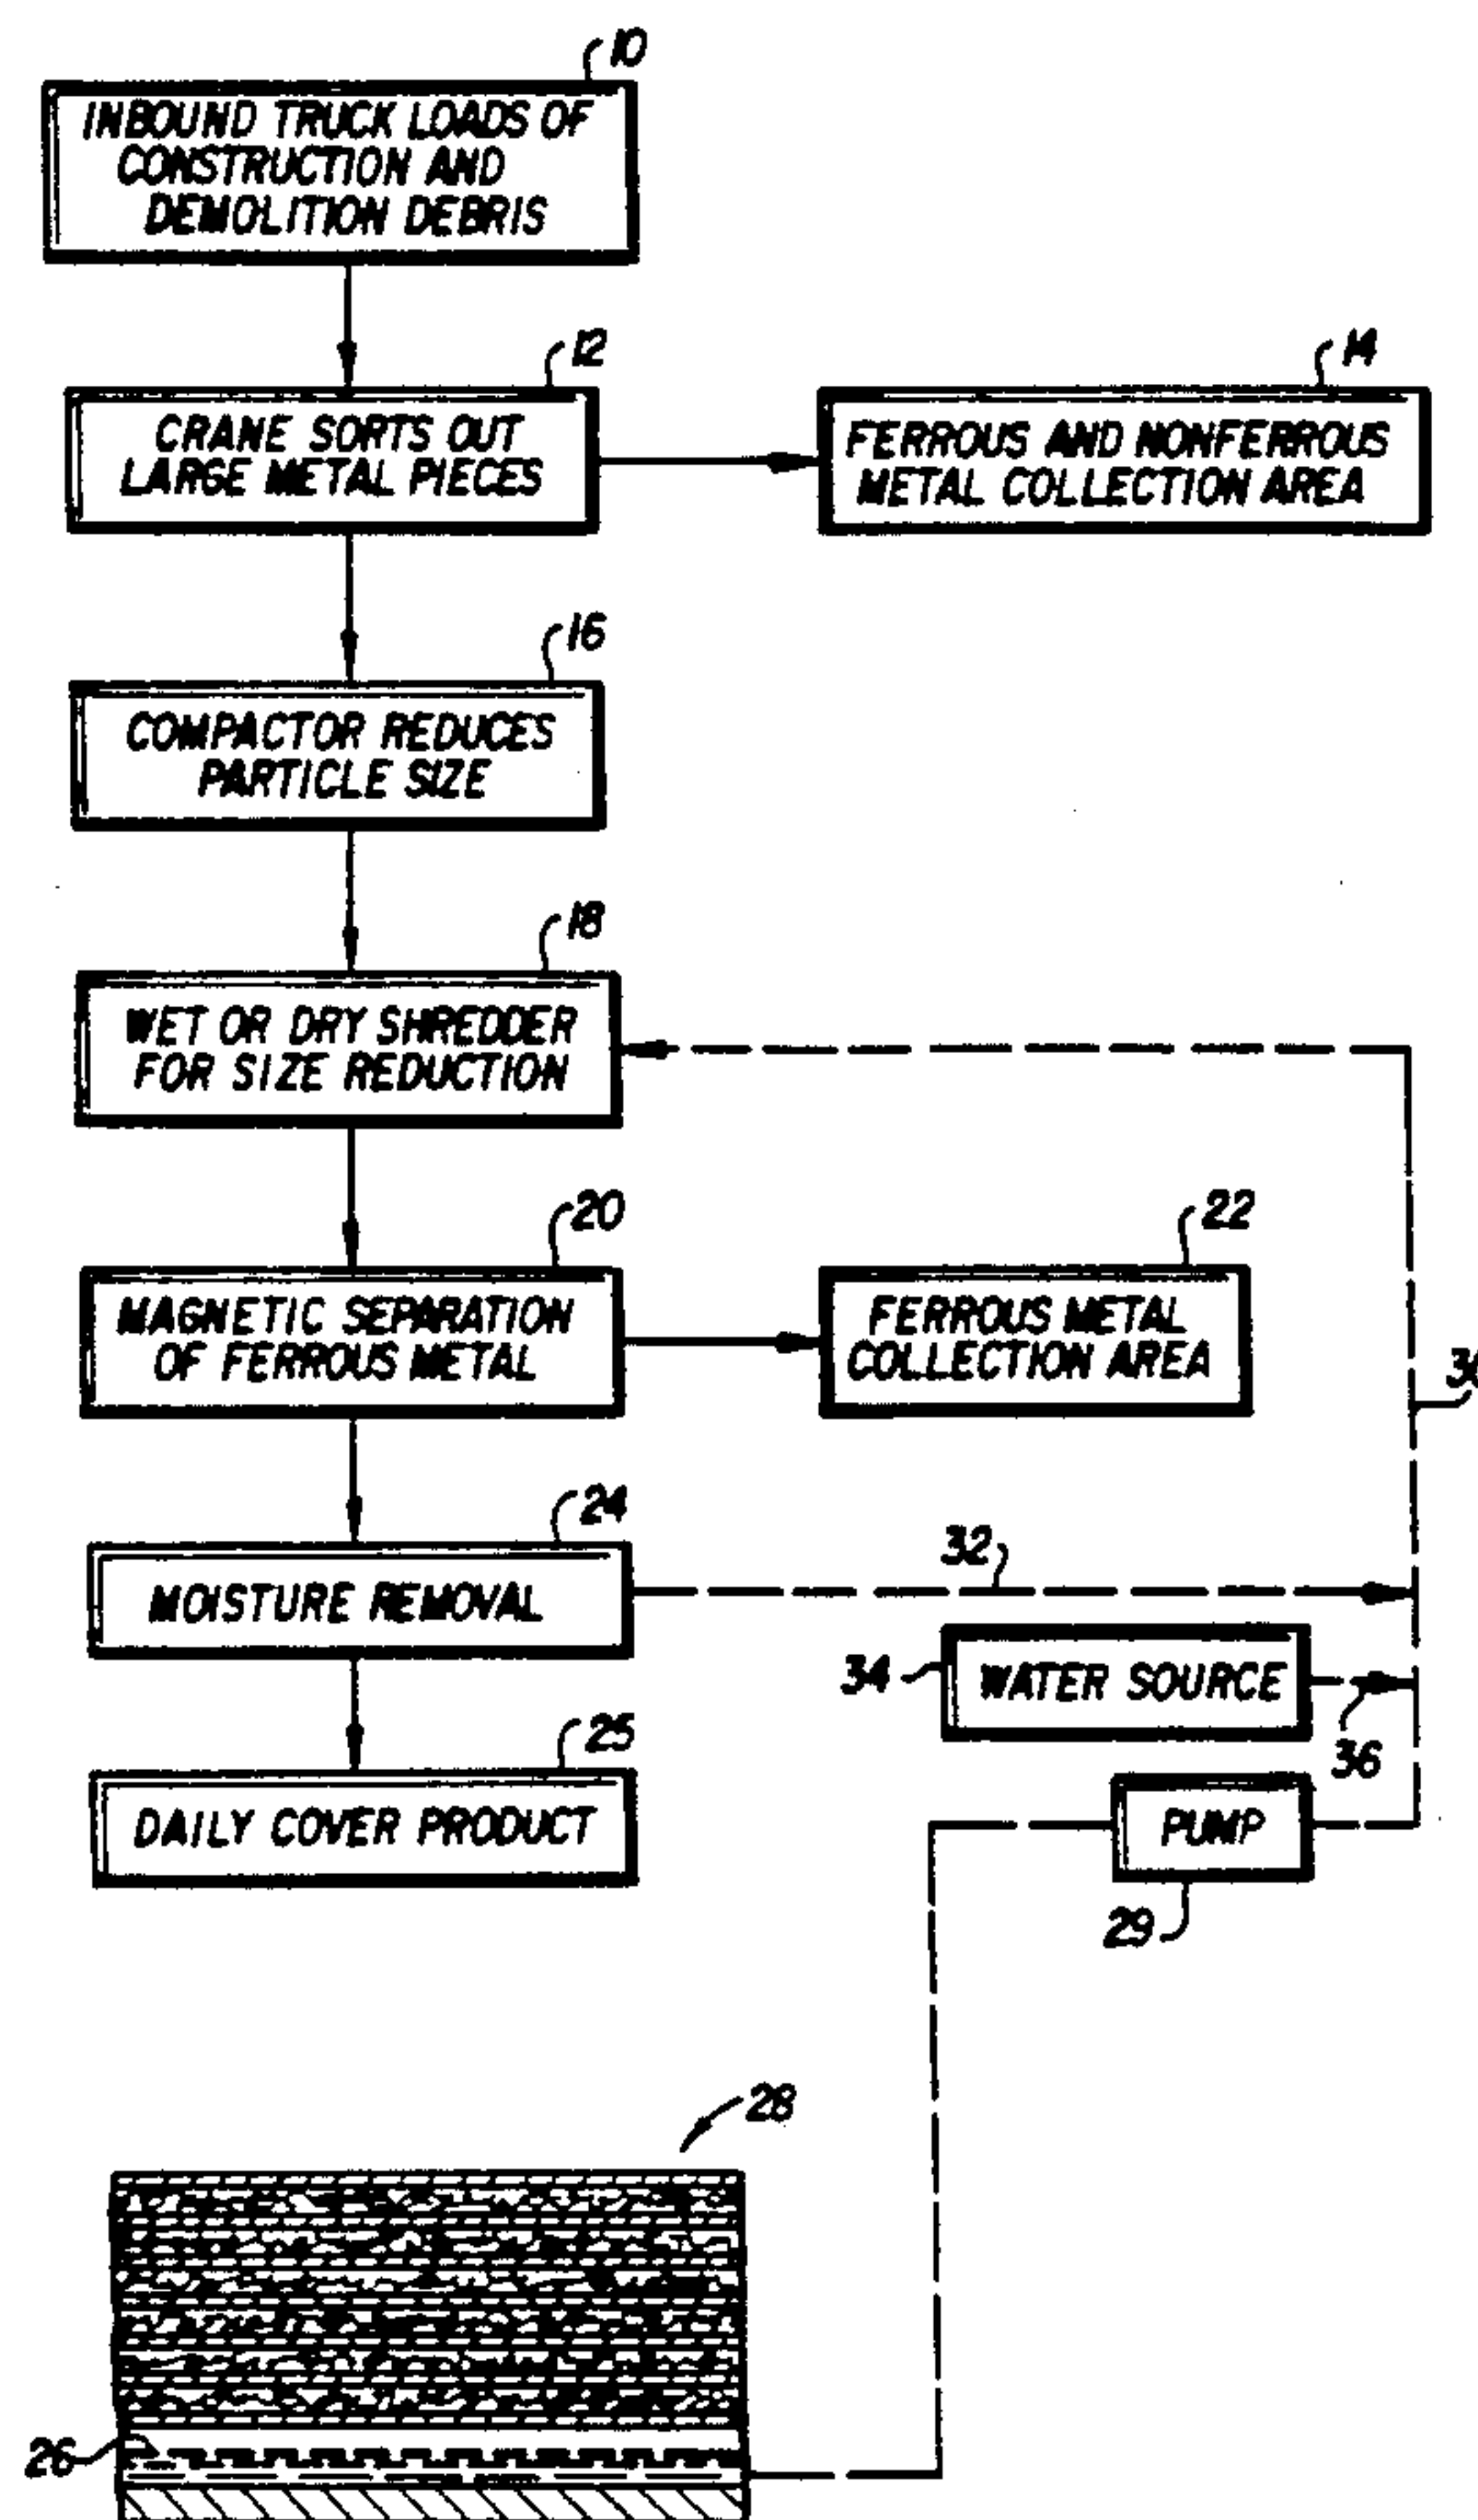 10
INBOUND TRUCK LOADS OF
CONSTRUCTION AND
DEMOLITION DEBRIS
12
CRANE SORTS OUT
LARGE METAL PIECES
14
FERROUS AND NONFERROUS
METAL COLLECTION AREA
16
COMPACTOR REDUCES
PARTICLE SIZE
18
WET OR DRY SHREDDER
FOR SIZE REDUCTION
20
MAGNETIC SEPARATION
OF FERROUS METAL
22
FERROUS METAL
COLLECTION AREA
24
MOISTURE REMOVAL
32
34
WATER SOURCE
36
25
DAILY COVER PRODUCT
PUMP
29
28
26